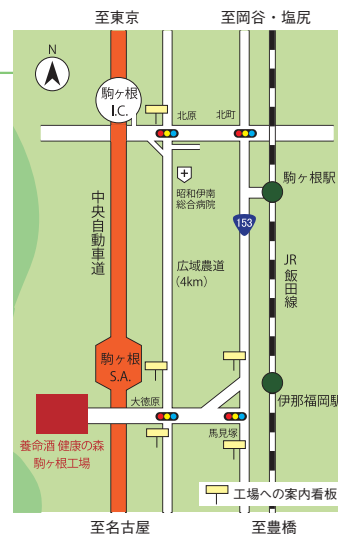 至東京
至岡谷・塩尻
N
駒ヶ根
I.C.
北原
北町
駒ヶ根駅
昭和伊南
総合病院
中央自動車道
153
広域農道
(4km)
JR飯田線
駒ヶ根
S.A.
大徳原
伊那福岡駅
馬見塚
養命酒 健康の森
駒ヶ根工場
工場への案内看板
至名古屋
至豊橋